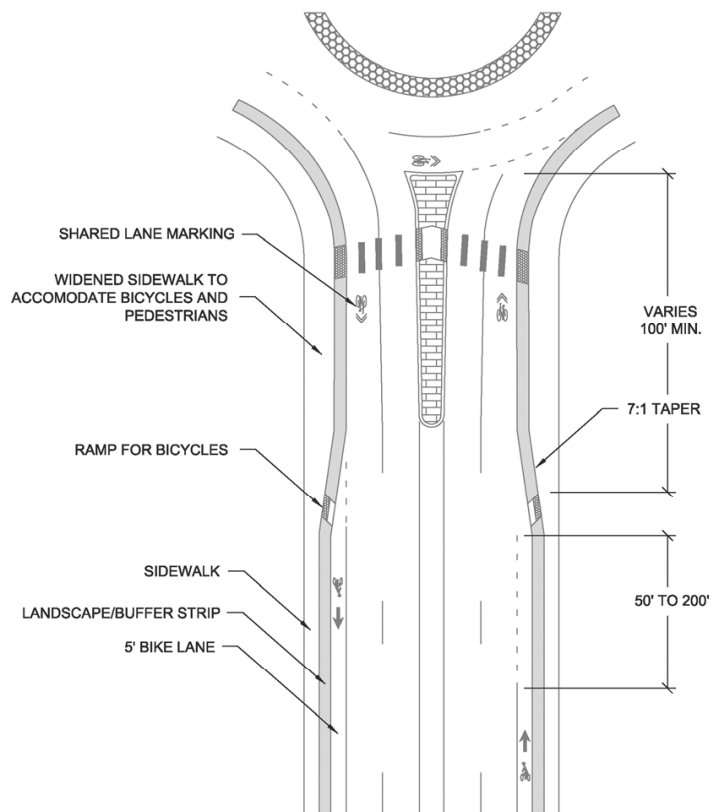 SHARED LANE MARKING
WIDENED SIDEWALK TO
ACCOMODATE BICYCLES AND
PEDESTRIANS
VARIES
100' MIN.
7:1 TAPER
RAMP FOR BICYCLES
SIDEWALK
LANDSCAPE/BUFFER STRIP
5' BIKE LANE
50' TO 200'